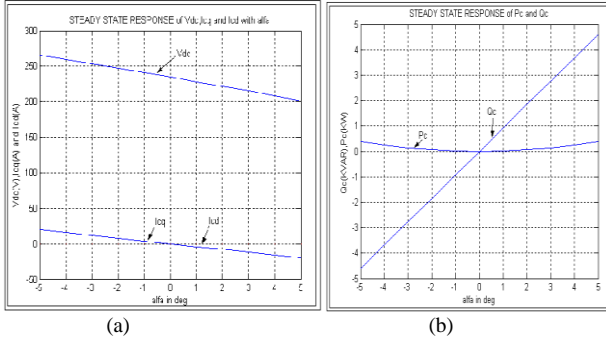 STEADY STATE RESPONSE of Vdc,Icq and Icd with alfa
300
250
200
150
100
50
0
-50
Vdc(V),Icq(A) and Icd(A)
Vdc
Icq
Icd
-5 -4 -3 -2 -1 0 1 2 3 4 5
alfa in deg
(a)
STEADY STATE RESPONSE of Pc and Qc
5
4
3
2
1
0
-1
-2
-3
-4
-5
Qc(KVAR),Pc(KW)
Qc
Pc
-5 -4 -3 -2 -1 0 1 2 3 4 5
alfa in deg
(b)